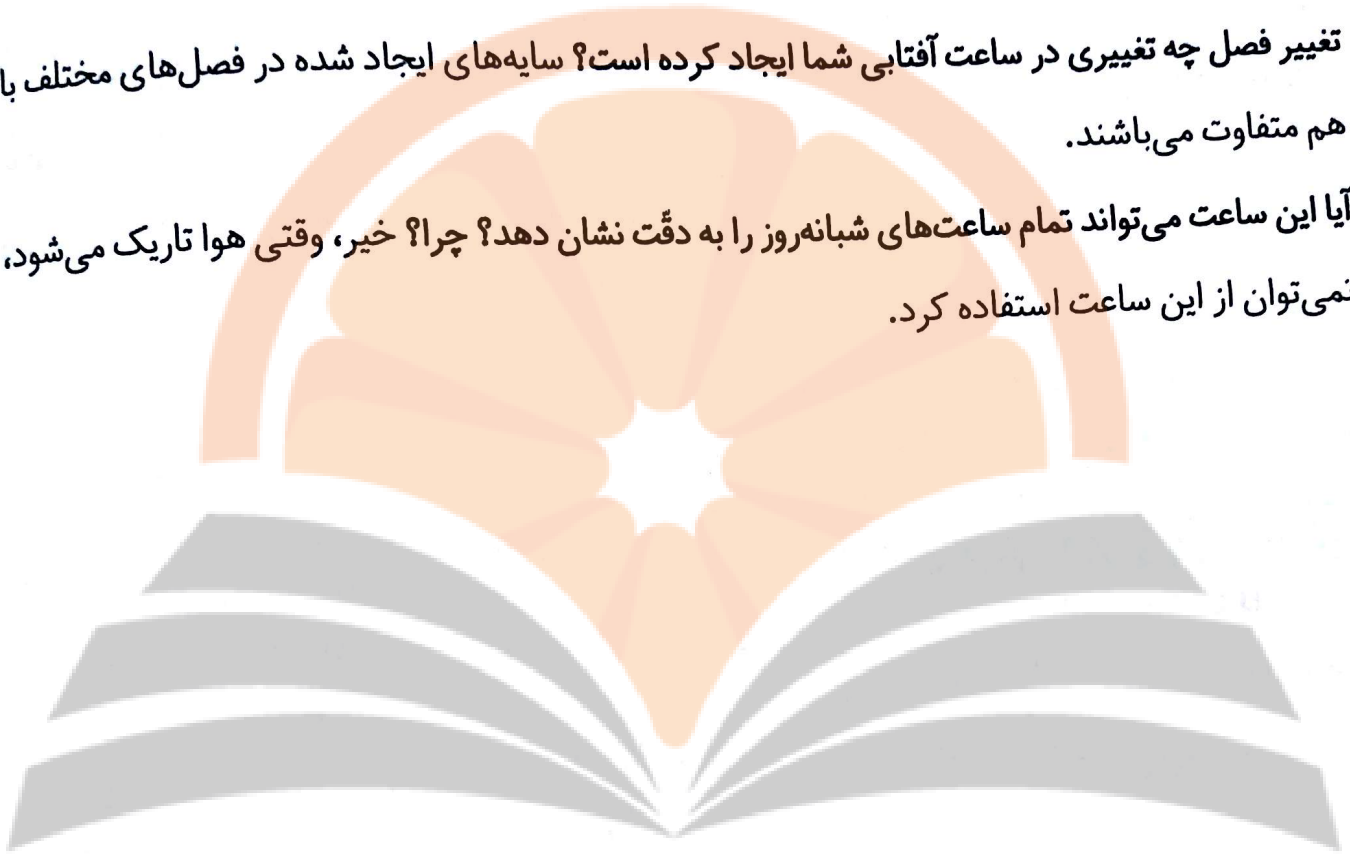 تغییر فصل چه تغییری در ساعت آفتابی شما ایجاد کرده است؟ سایه‌های ایجاد شده در فصل‌های مختلف با
هم متفاوت می‌باشند.
آیا این ساعت می‌تواند تمام ساعت‌های شبانه‌روز را به دقّت نشان دهد؟ چرا؟ خیر، وقتی هوا تاریک می‌شود،
نمی‌توان از این ساعت استفاده کرد.